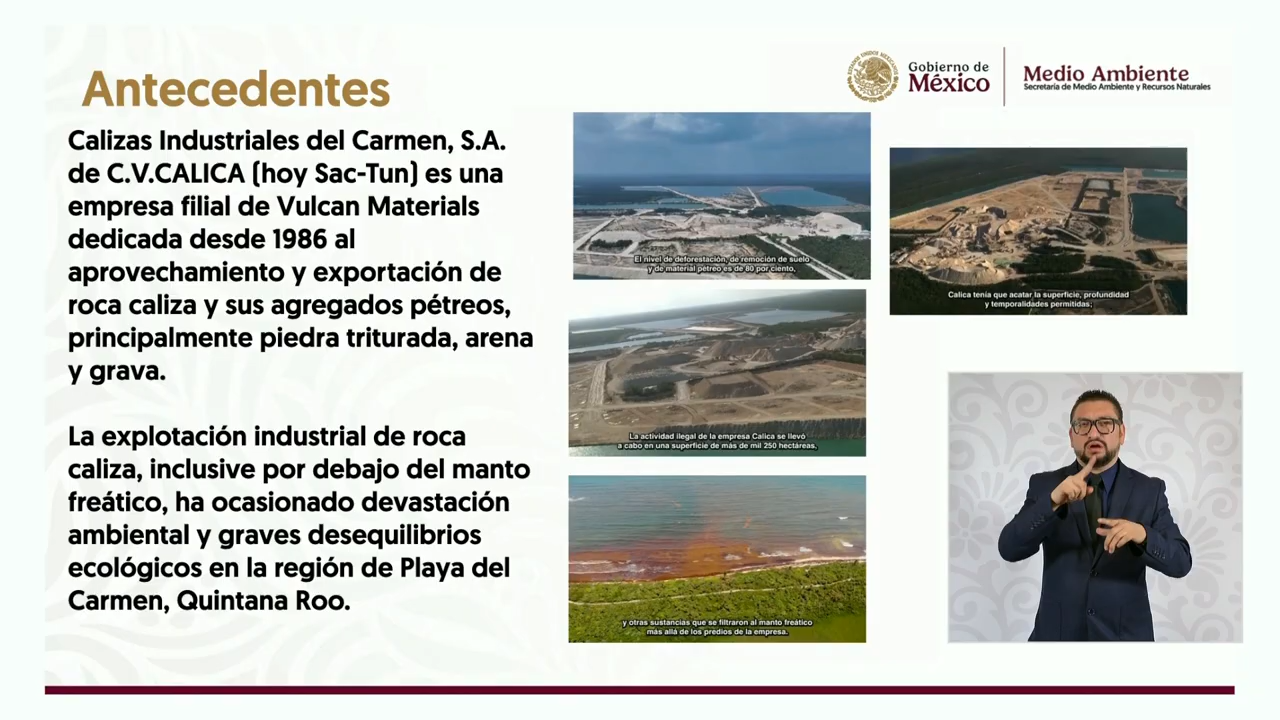 Antecedentes
Gobierno de
México
Medio Ambiente
Secretaría de Medio Ambiente y Recursos Naturales
Calizas Industriales del Carmen, S.A.
de C.V.CALICA (hoy Sac-Tun) es una
empresa filial de Vulcan Materials
dedicada desde 1986 al
aprovechamiento y exportación de
roca caliza y sus agregados pétreos,
principalmente piedra triturada, arena
y grava.
La explotación industrial de roca
caliza, inclusive por debajo del manto
freático, ha ocasionado devastación
ambiental y graves desequilibrios
ecológicos en la región de Playa del
Carmen, Quintana Roo.
El nivel de deforestación, de remoción de suelo
y de material pétreo es de 80 por ciento,
Calica tenía que acatar la superficie, profundidad
y temporalidades permitidas;
La actividad ilegal de la empresa Calica se llevó
a cabo en una superficie de más de mil 250 hectáreas,
y otras sustancias que se filtraron al manto freático
más allá de los predios de la empresa.